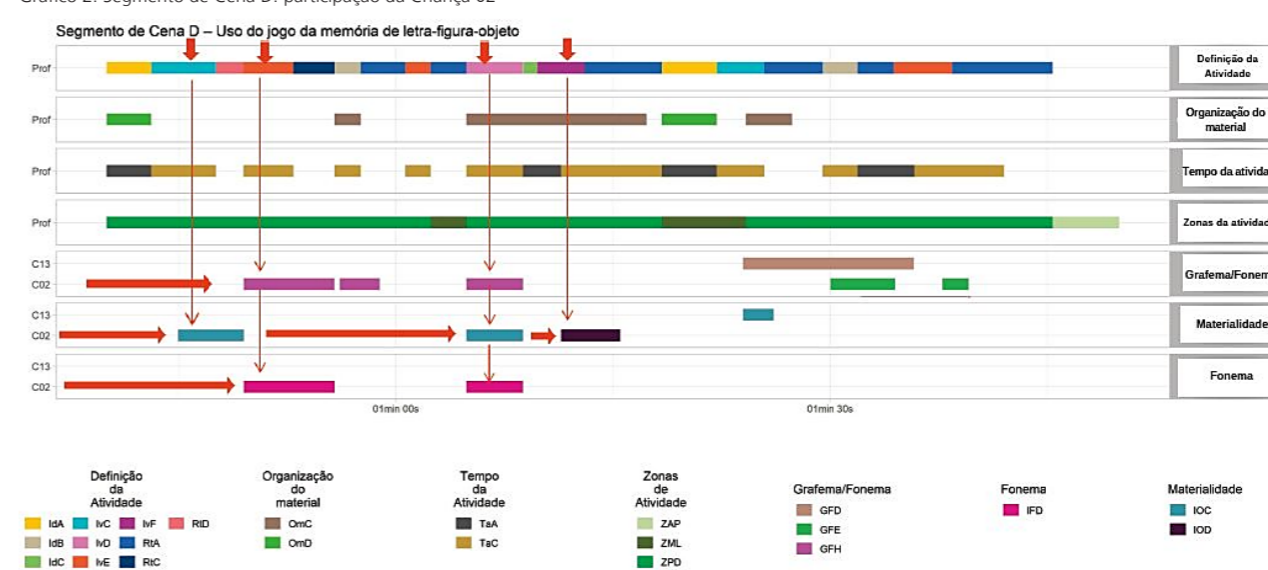 Gráfico 2: Segmento de Cena D: participação da Criança 02
Segmento de Cena D – Uso do jogo da memória de letra-figura-objeto
Prof
Definição da
Atividade
Prof
Organização do
material
Prof
Tempo da ativida
Prof
Zonas da atividad
C13
C02
Grafema/Fonem
C13
C02
Materialidade
C13
C02
Fonema
01min 00s
01min 30s
Definição
da
Atividade
IdA IvC IvF RtD
IdB IvD RtA
IdC IvE RtC
Organização
do
material
OmC
OmD
Tempo
da
Atividade
TaA
TaC
Zonas
de
Atividade
ZAP
ZML
ZPD
Grafema/Fonema
GFD
GFE
GFH
Fonema
IFD
Materialidade
IOC
IOD